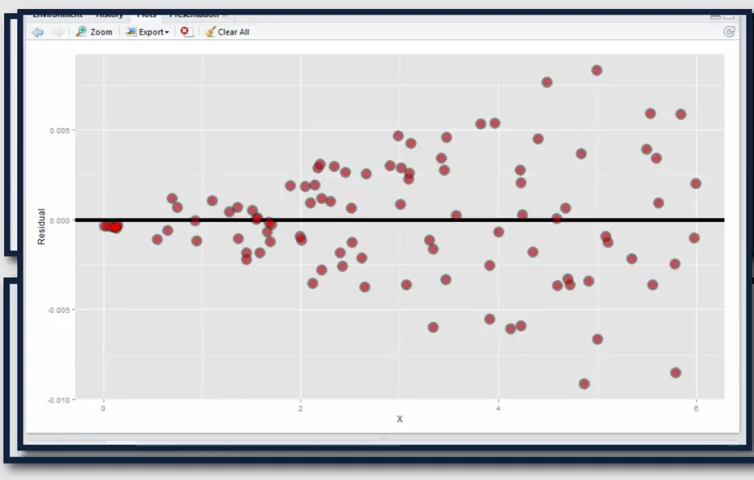 Environment History Plots Presentation
Zoom Export Clear All
0.005
0.000
-0.005
-0.010
Residual
0 2 4 6
X